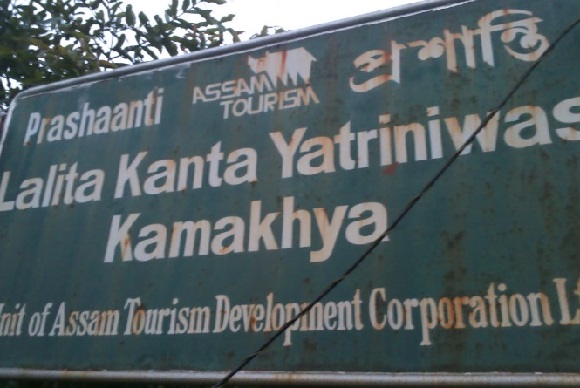 Prashaanti ASSAM TOURISM প্ৰশান্তি
Lalita Kanta Yatriniwas
Kamakhya
Unit of Assam Tourism Development Corporation Lt